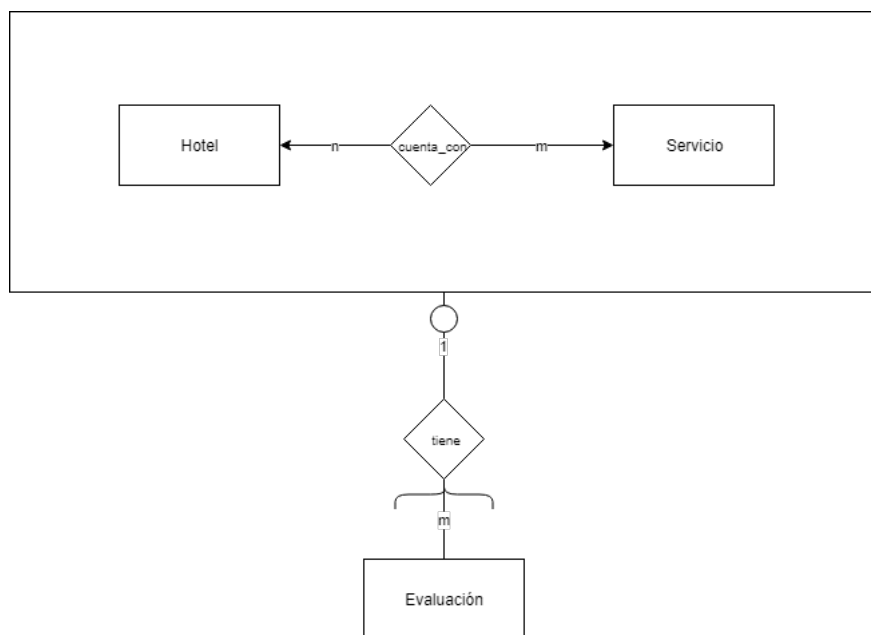 Hotel
n
cuenta_con
m
Servicio
1
tiene
m
Evaluación